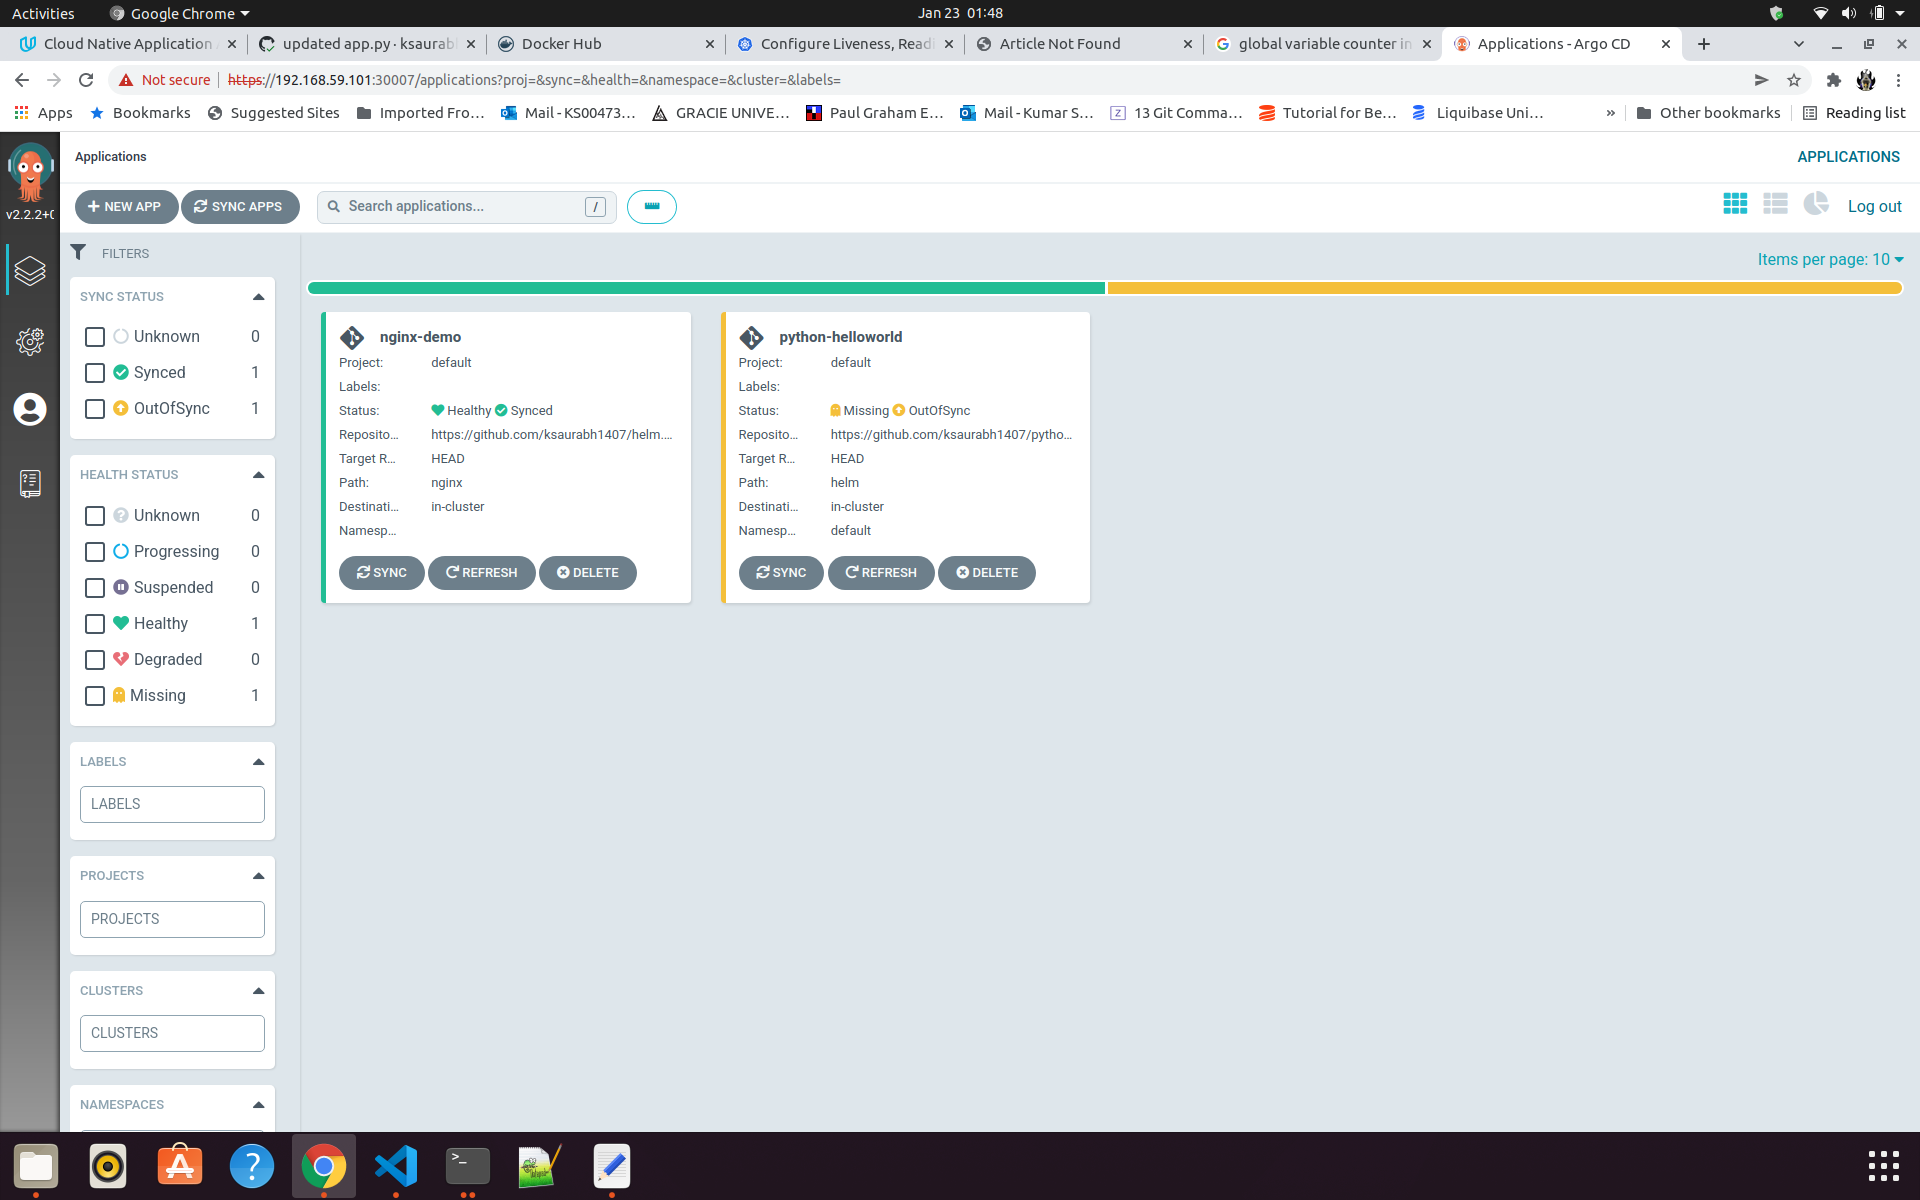 Activities
Google Chrome
Jan 23 01:48
Cloud Native Application
updated app.py · ksaurab
Docker Hub
Configure Liveness, Readi
Article Not Found
global variable counter in
Applications - Argo CD
Not secure
https://192.168.59.101:30007/applications?proj=&sync=&health=&namespace=&cluster=&labels=
Apps
Bookmarks
Suggested Sites
Imported Fro...
Mail - KS00473...
GRACIE UNIVE...
Paul Graham E...
Mail - Kumar S...
13 Git Comma...
Tutorial for Be...
Liquibase Uni...
»
Other bookmarks
Reading list
v2.2.2+0
Applications
APPLICATIONS
+ NEW APP
SYNC APPS
Search applications...
/
Log out
FILTERS
Items per page: 10
SYNC STATUS
Unknown 0
Synced 1
OutOfSync 1
HEALTH STATUS
Unknown 0
Progressing 0
Suspended 0
Healthy 1
Degraded 0
Missing 1
LABELS
LABELS
PROJECTS
PROJECTS
CLUSTERS
CLUSTERS
NAMESPACES
nginx-demo
Project: default
Labels:
Status: Healthy Synced
Reposito... https://github.com/ksaurabh1407/helm....
Target R... HEAD
Path: nginx
Destinati... in-cluster
Namesp...
SYNC
REFRESH
DELETE
python-helloworld
Project: default
Labels:
Status: Missing OutOfSync
Reposito... https://github.com/ksaurabh1407/pytho...
Target R... HEAD
Path: helm
Destinati... in-cluster
Namesp... default
SYNC
REFRESH
DELETE